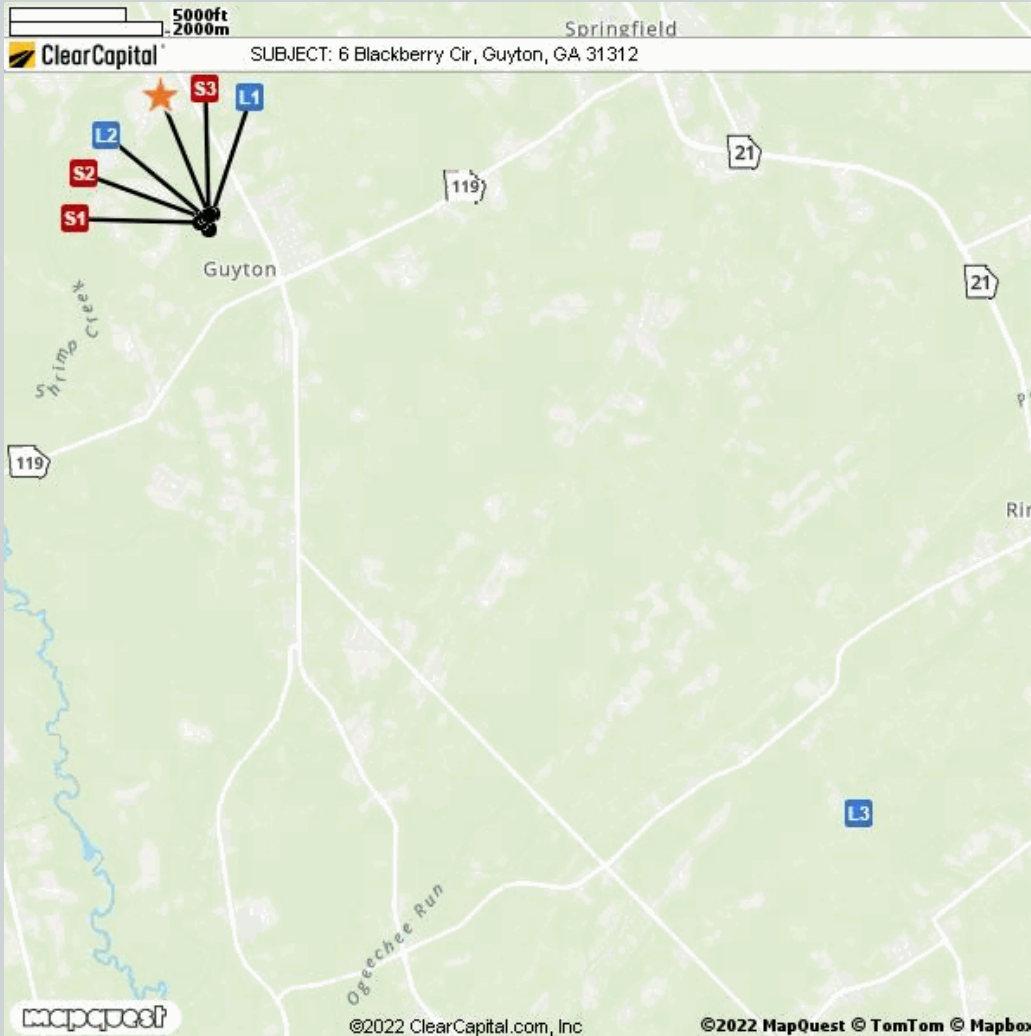 5000ft
2000m
Springfield
ClearCapital
SUBJECT: 6 Blackberry Cir, Guyton, GA 31312
S3
L1
L2
21
S2
119
S1
Guyton
21
Shrimp Creek
119
Rin
L3
Ogeechee Run
mapquest
©2022 ClearCapital.com, Inc
©2022 MapQuest © TomTom © Mapbox